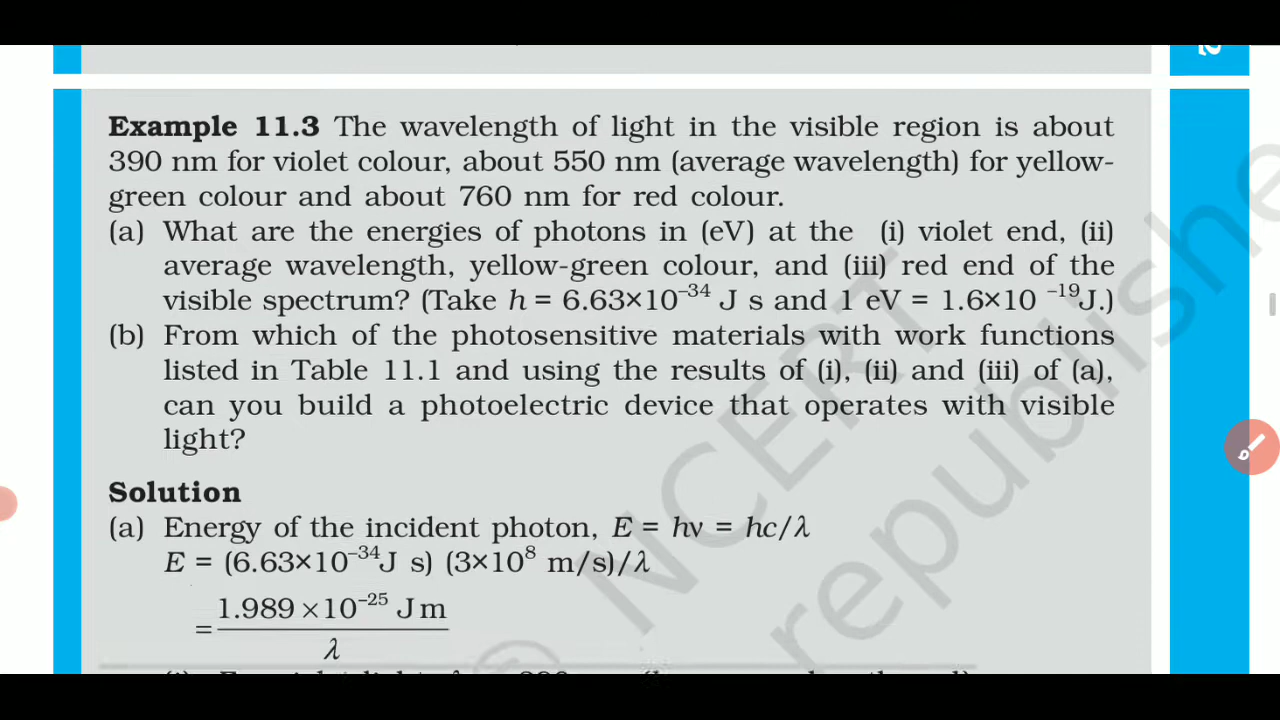 Example 11.3 The wavelength of light in the visible region is about
390 nm for violet colour, about 550 nm (average wavelength) for yellow-
green colour and about 760 nm for red colour.
(a) What are the energies of photons in (eV) at the (i) violet end, (ii)
average wavelength, yellow-green colour, and (iii) red end of the
visible spectrum? (Take h = 6.63×10⁻³⁴ J s and 1 eV = 1.6×10 ⁻¹⁹J.)
(b) From which of the photosensitive materials with work functions
listed in Table 11.1 and using the results of (i), (ii) and (iii) of (a),
can you build a photoelectric device that operates with visible
light?
Solution
(a) Energy of the incident photon, E = hν = hc/λ
E = (6.63×10⁻³⁴J s) (3×10⁸ m/s)/λ
= 1.989 ×10⁻²⁵ J m
λ
© NCERT
republishe